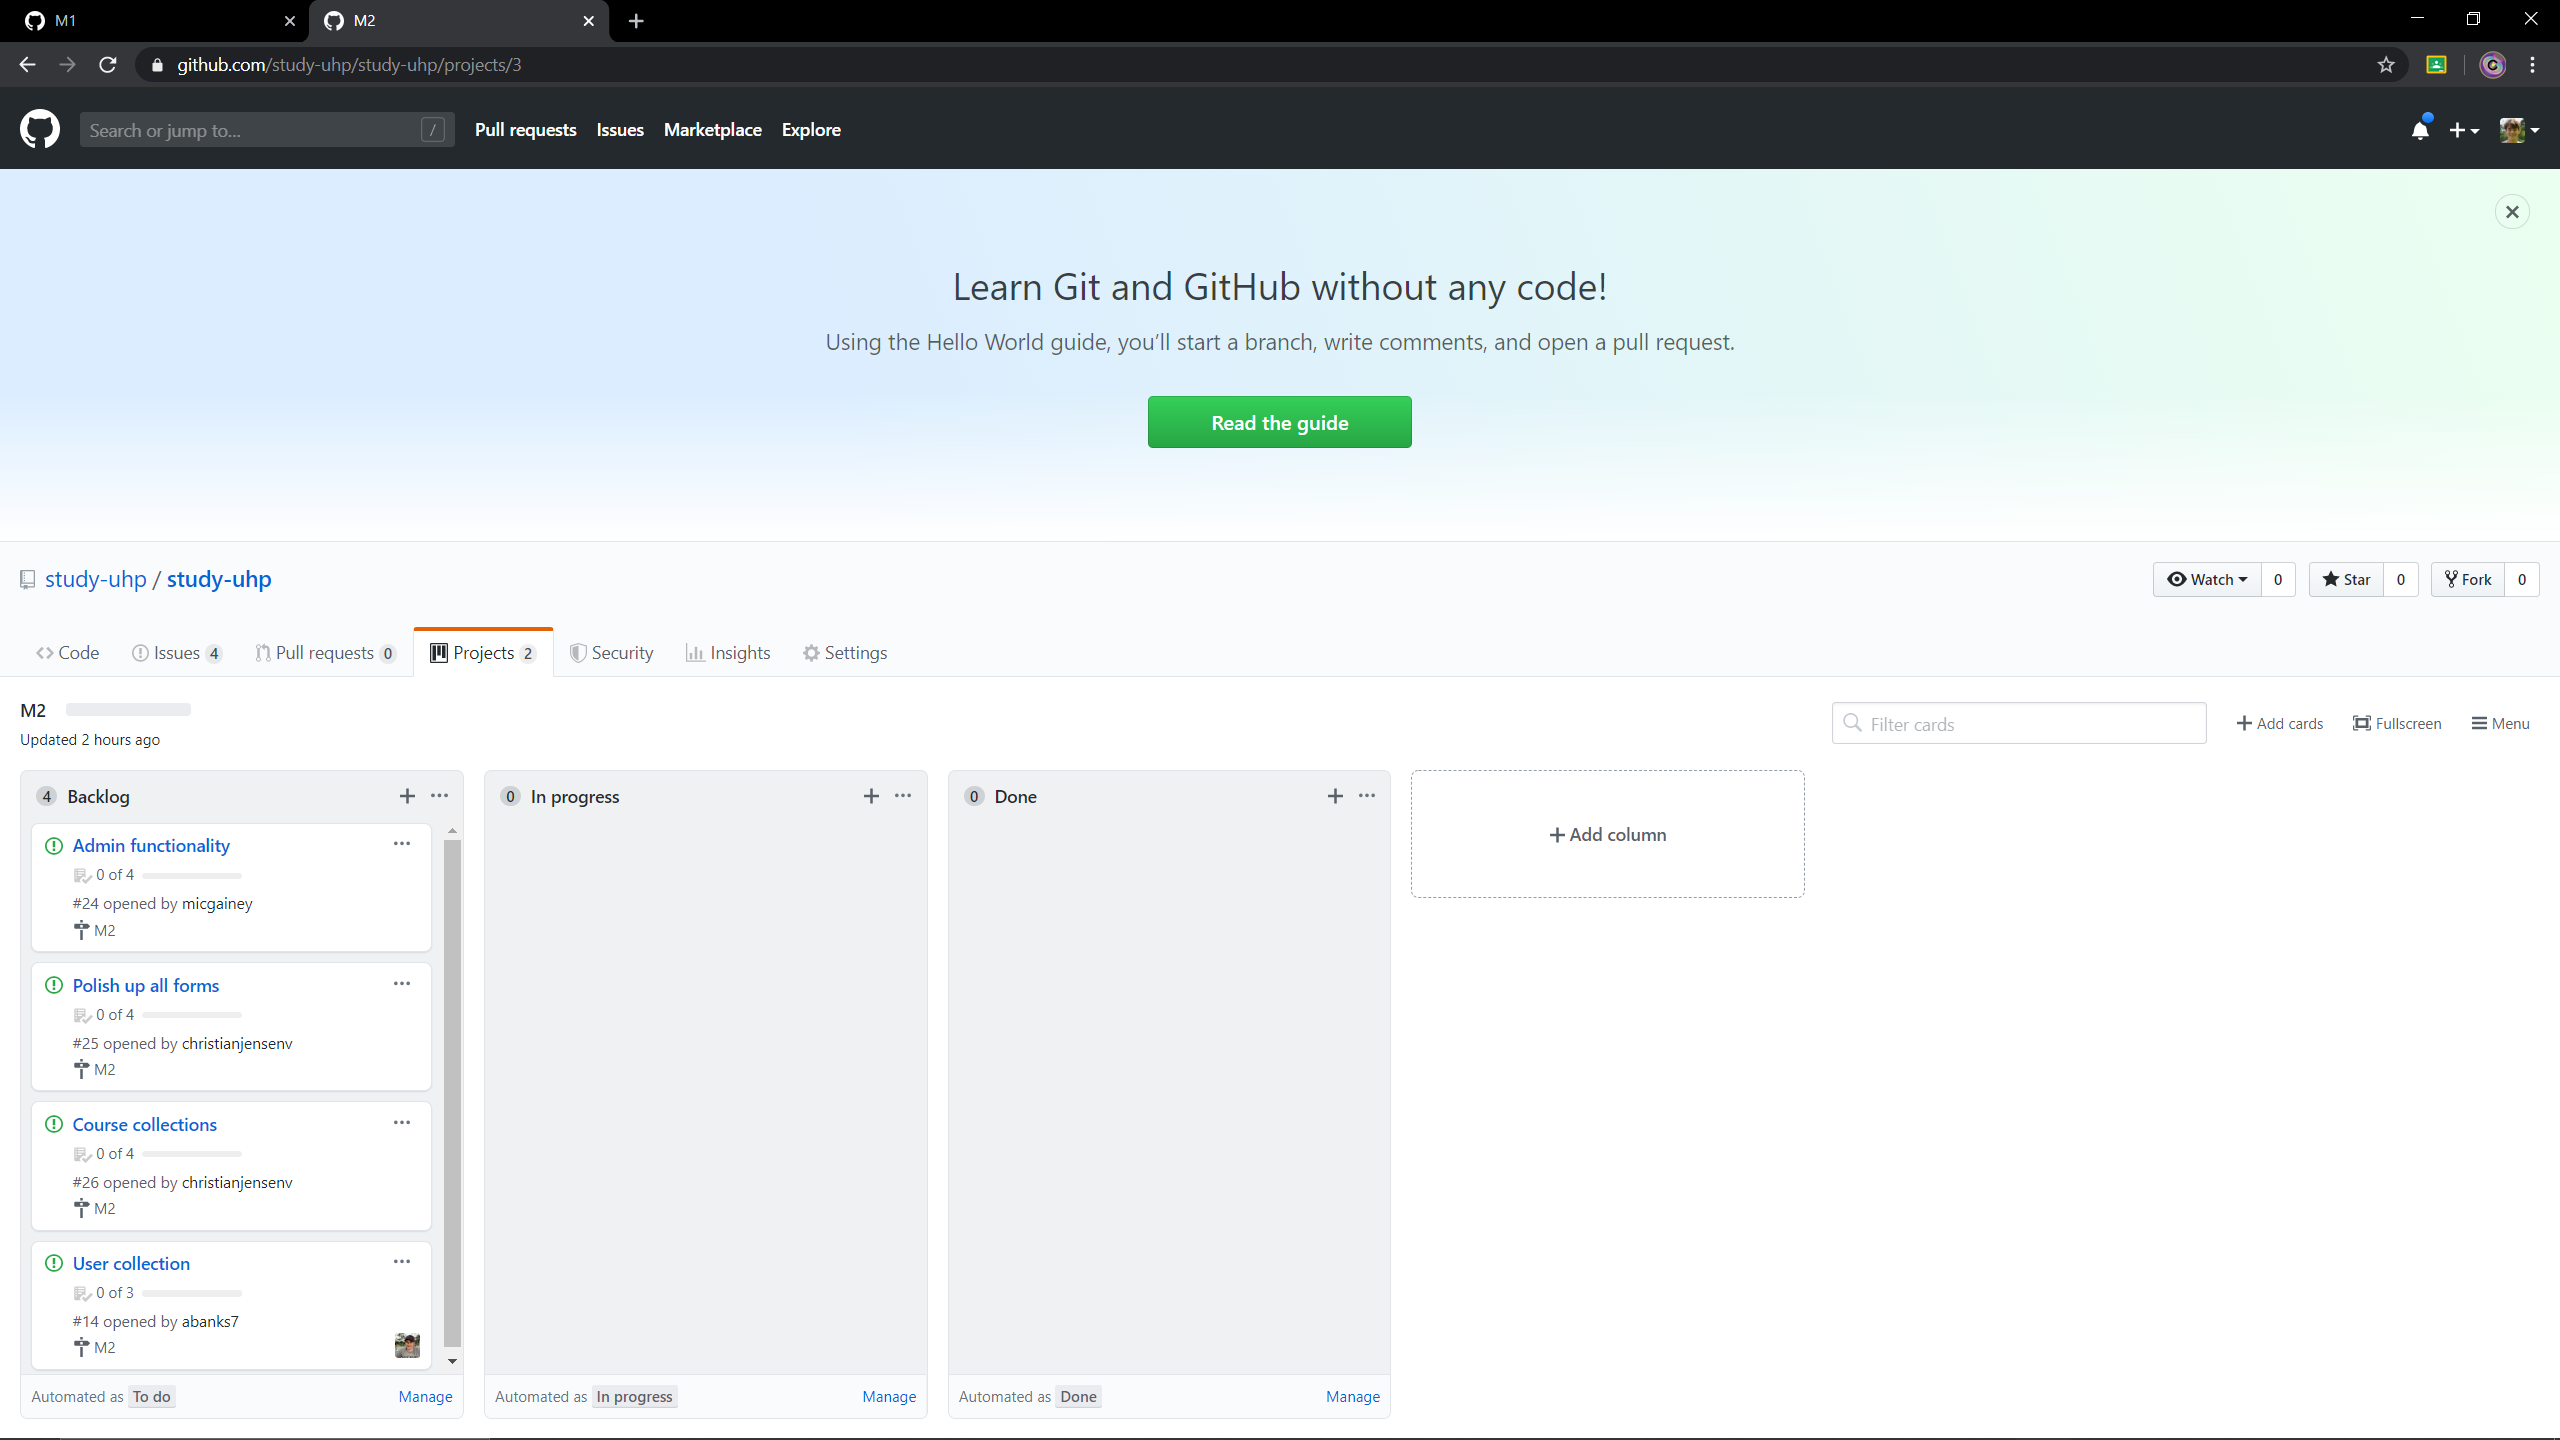 M1
M2
github.com/study-uhp/study-uhp/projects/3
Search or jump to... /
Pull requests Issues Marketplace Explore
Learn Git and GitHub without any code!
Using the Hello World guide, you’ll start a branch, write comments, and open a pull request.
Read the guide
study-uhp / study-uhp
Watch 0 Star 0 Fork 0
Code Issues 4 Pull requests 0 Projects 2 Security Insights Settings
M2
Updated 2 hours ago
Filter cards
Add cards Fullscreen Menu
4 Backlog
Admin functionality
0 of 4
#24 opened by micgainey
M2
Polish up all forms
0 of 4
#25 opened by christianjensenv
M2
Course collections
0 of 4
#26 opened by christianjensenv
M2
User collection
0 of 3
#14 opened by abanks7
M2
Automated as To do Manage
0 In progress
Automated as In progress Manage
0 Done
Automated as Done Manage
Add column